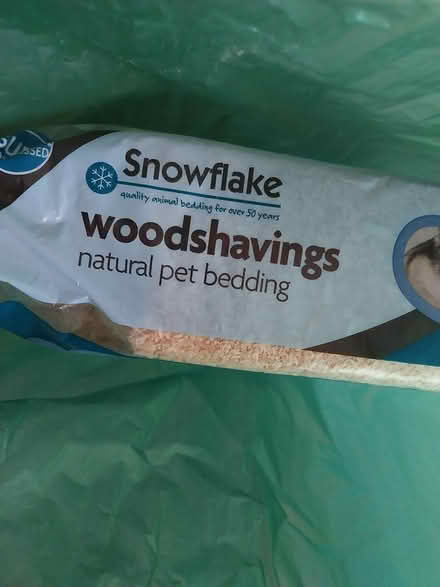 Snowflake
quality animal bedding for over 50 years
woodshavings
natural pet bedding